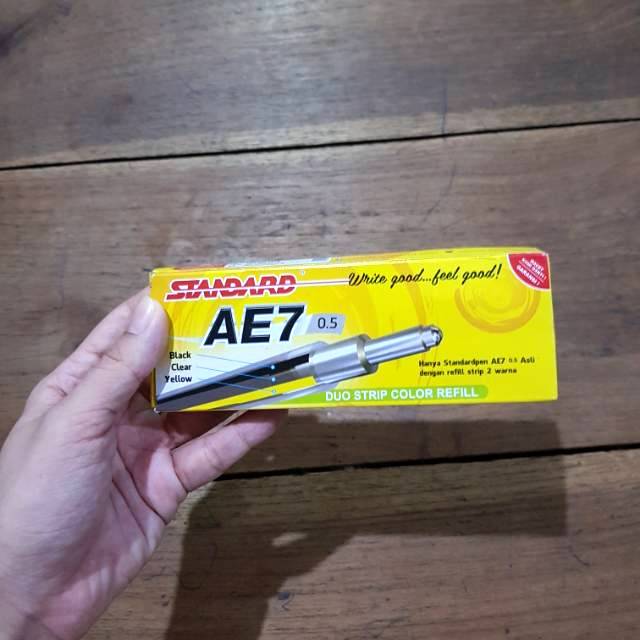 STANDARD
Write good...feel good!
AE7 0.5
Black
Clear
Yellow
Hanya Standardpen AE7 0.5 Asli
dengan refill strip 2 warna
DUO STRIP COLOR REFILL